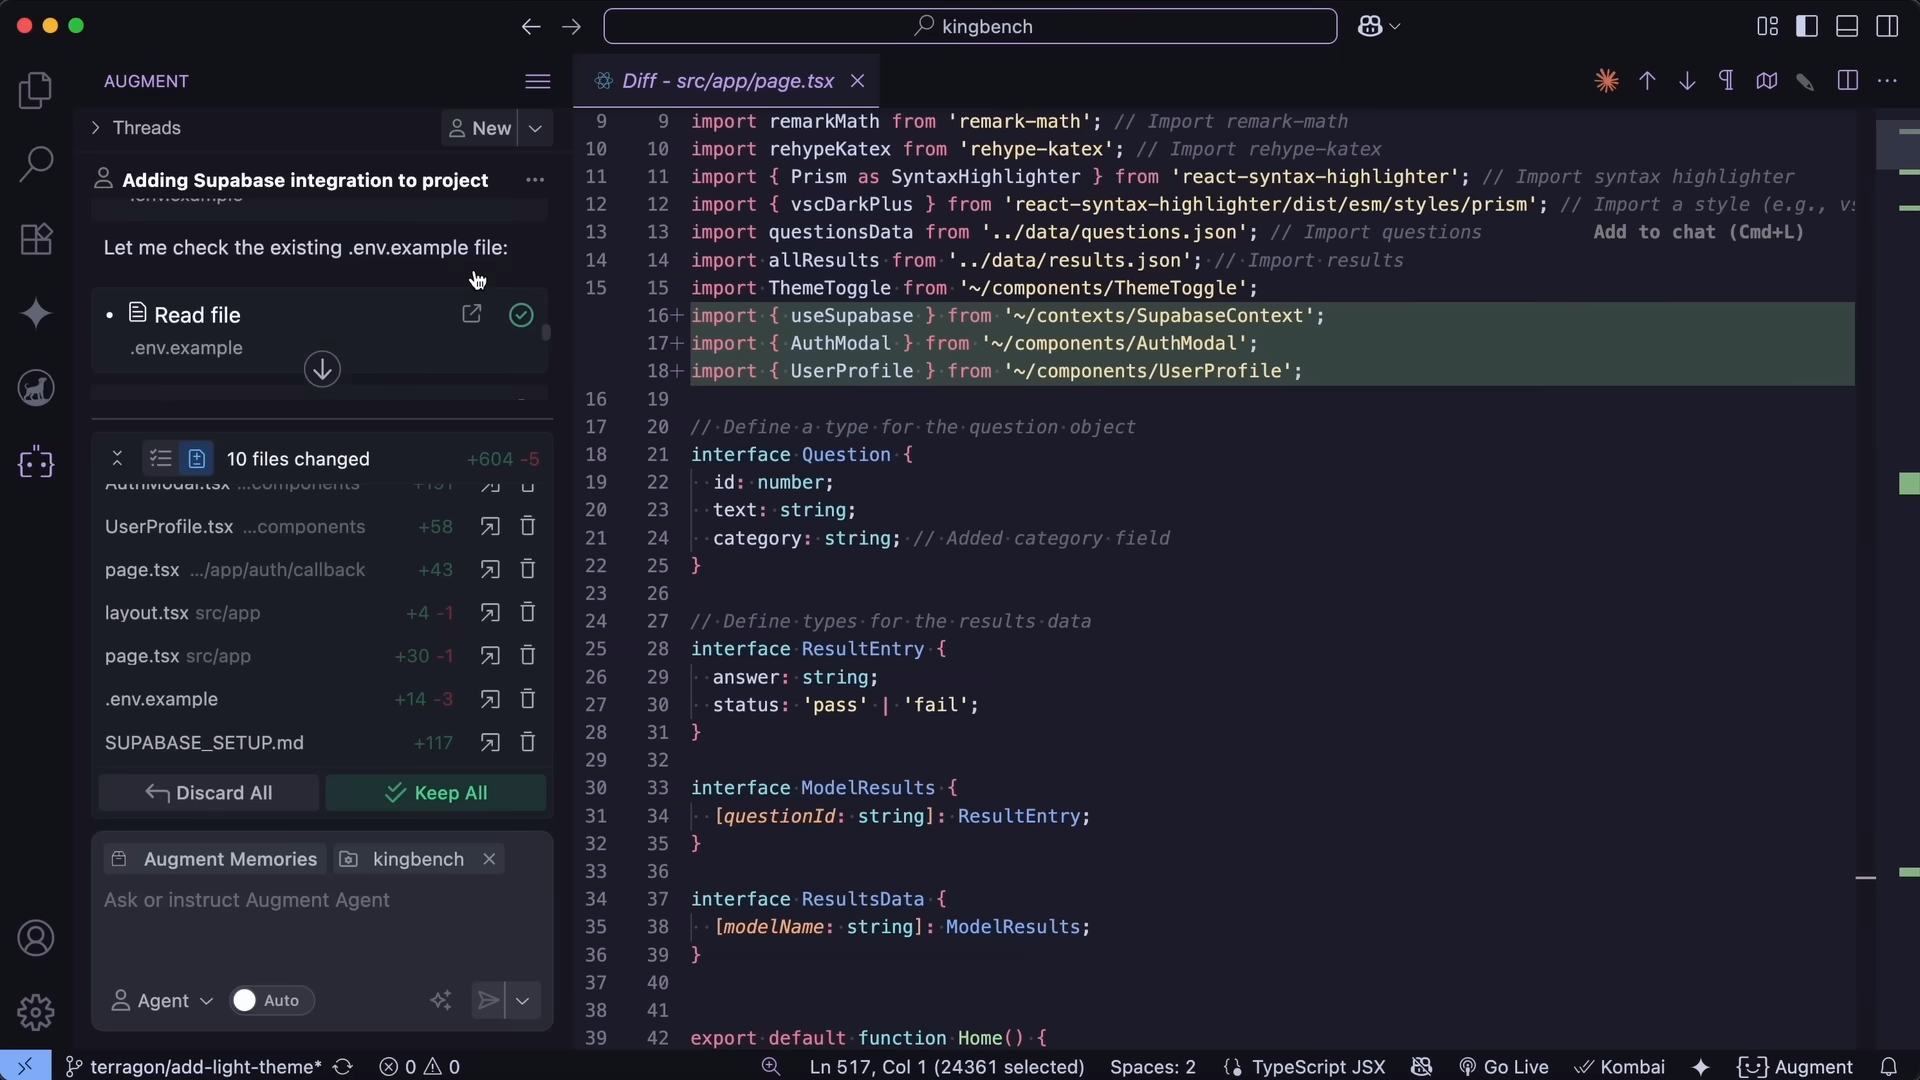 kingbench
AUGMENT
Diff - src/app/page.tsx
Threads
New
Adding Supabase integration to project
.env.example
Let me check the existing .env.example file:
Read file
.env.example
10 files changed +604 -5
AuthModal.tsx ...components +191
UserProfile.tsx ...components +58
page.tsx .../app/auth/callback +43
layout.tsx src/app +4 -1
page.tsx src/app +30 -1
.env.example +14 -3
SUPABASE_SETUP.md +117
Discard All
Keep All
Augment Memories
kingbench
Ask or instruct Augment Agent
Agent
Auto
9 9 import remarkMath from 'remark-math'; // Import remark-math
10 10 import rehypeKatex from 'rehype-katex'; // Import rehype-katex
11 11 import { Prism as SyntaxHighlighter } from 'react-syntax-highlighter'; // Import syntax highlighter
12 12 import { vscDarkPlus } from 'react-syntax-highlighter/dist/esm/styles/prism'; // Import a style (e.g., vs
13 13 import questionsData from '../data/questions.json'; // Import questions
Add to chat (Cmd+L)
14 14 import allResults from '../data/results.json'; // Import results
15 15 import ThemeToggle from '~/components/ThemeToggle';
16+ import { useSupabase } from '~/contexts/SupabaseContext';
17+ import { AuthModal } from '~/components/AuthModal';
18+ import { UserProfile } from '~/components/UserProfile';
16 19
17 20 // Define a type for the question object
18 21 interface Question {
19 22 id: number;
20 23 text: string;
21 24 category: string; // Added category field
22 25 }
23 26
24 27 // Define types for the results data
25 28 interface ResultEntry {
26 29 answer: string;
27 30 status: 'pass' | 'fail';
28 31 }
29 32
30 33 interface ModelResults {
31 34 [questionId: string]: ResultEntry;
32 35 }
33 36
34 37 interface ResultsData {
35 38 [modelName: string]: ModelResults;
36 39 }
37 40
38 41
39 42 export default function Home() {
terragon/add-light-theme*
0
0
Ln 517, Col 1 (24361 selected)
Spaces: 2
TypeScript JSX
Go Live
Kombai
Augment